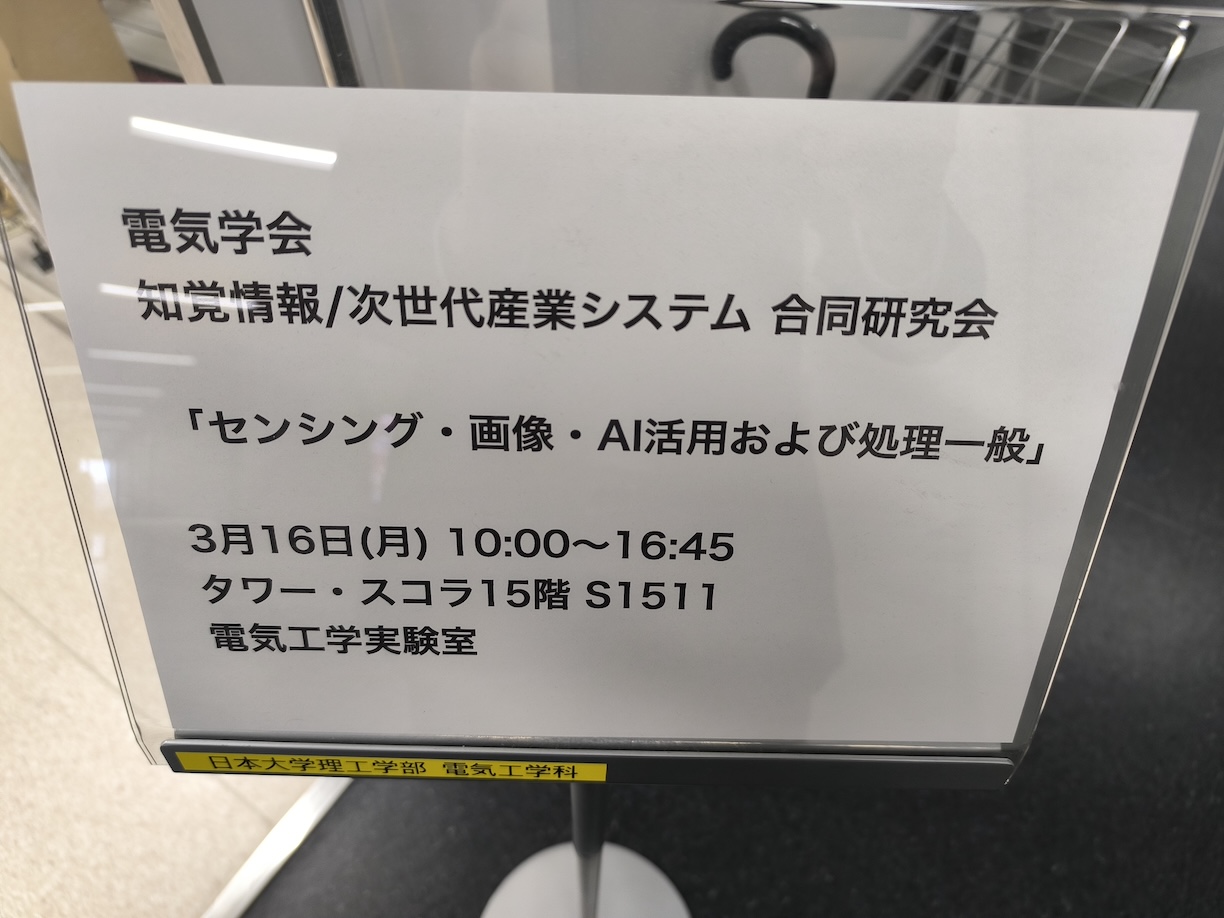 電気学会
知覚情報/次世代産業システム 合同研究会
「センシング・画像・AI活用および処理一般」
3月16日(月) 10:00〜16:45
タワー・スコラ15階 S1511
電気工学実験室
日本大学理工学部 電気工学科